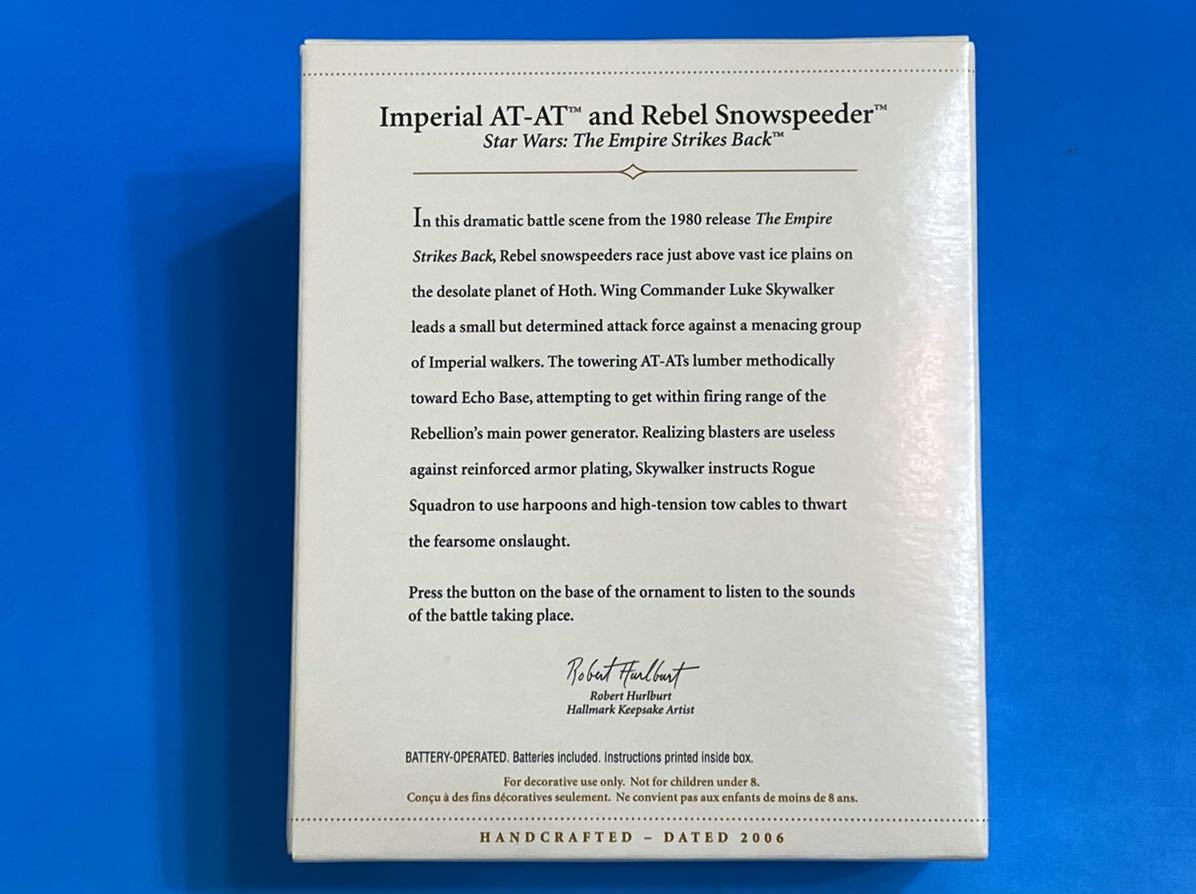 Imperial AT-AT™ and Rebel Snowspeeder™
Star Wars: The Empire Strikes Back™
In this dramatic battle scene from the 1980 release The Empire
Strikes Back, Rebel snowspeeders race just above vast ice plains on
the desolate planet of Hoth. Wing Commander Luke Skywalker
leads a small but determined attack force against a menacing group
of Imperial walkers. The towering AT-ATs lumber methodically
toward Echo Base, attempting to get within firing range of the
Rebellion's main power generator. Realizing blasters are useless
against reinforced armor plating, Skywalker instructs Rogue
Squadron to use harpoons and high-tension tow cables to thwart
the fearsome onslaught.
Press the button on the base of the ornament to listen to the sounds
of the battle taking place.
Robert Hurlburt
Robert Hurlburt
Hallmark Keepsake Artist
BATTERY-OPERATED. Batteries included. Instructions printed inside box.
For decorative use only. Not for children under 8.
Conçu à des fins décoratives seulement. Ne convient pas aux enfants de moins de 8 ans.
HANDCRAFTED – DATED 2006